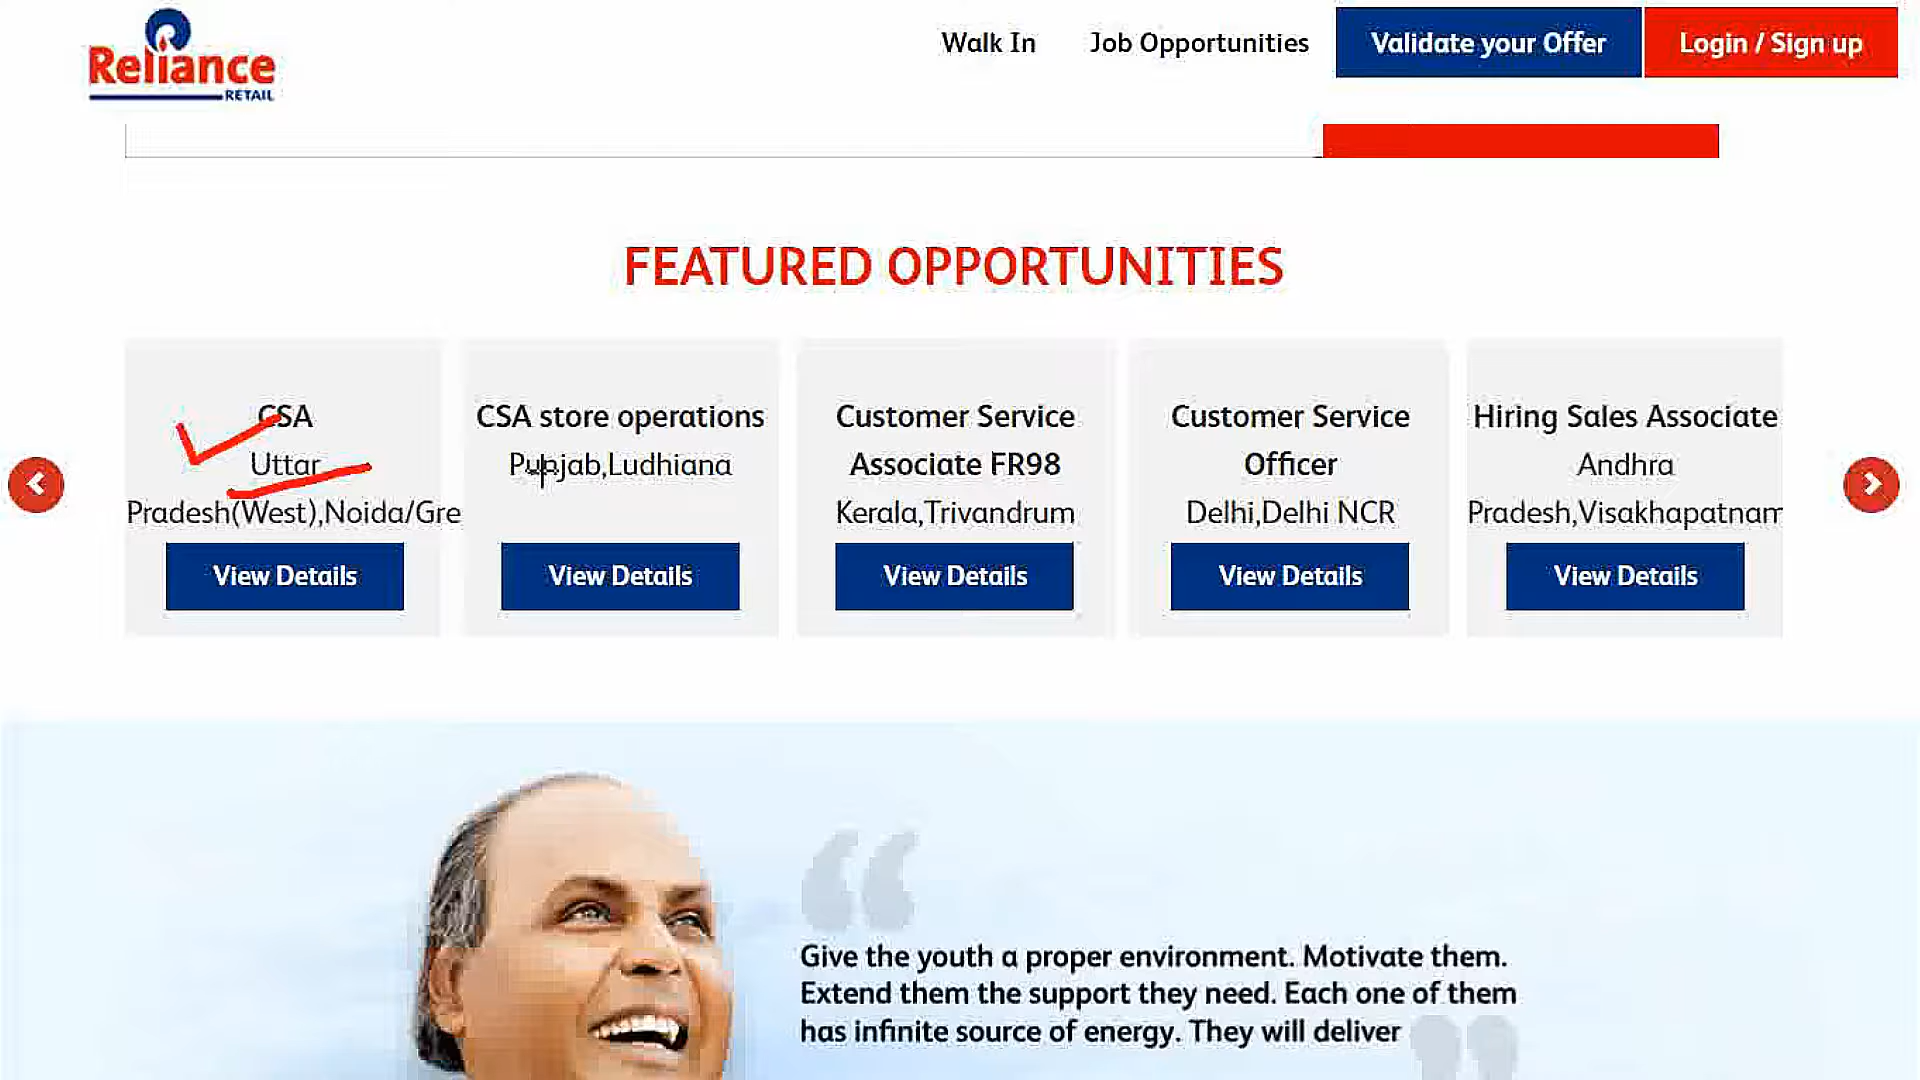 Reliance
RETAIL
Walk In
Job Opportunities
Validate your Offer
Login / Sign up
FEATURED OPPORTUNITIES
CSA
Uttar
Pradesh(West),Noida/Gre
View Details
CSA store operations
Punjab,Ludhiana
View Details
Customer Service
Associate FR98
Kerala,Trivandrum
View Details
Customer Service
Officer
Delhi,Delhi NCR
View Details
Hiring Sales Associate
Andhra
Pradesh,Visakhapatnam
View Details
Give the youth a proper environment. Motivate them.
Extend them the support they need. Each one of them
has infinite source of energy. They will deliver